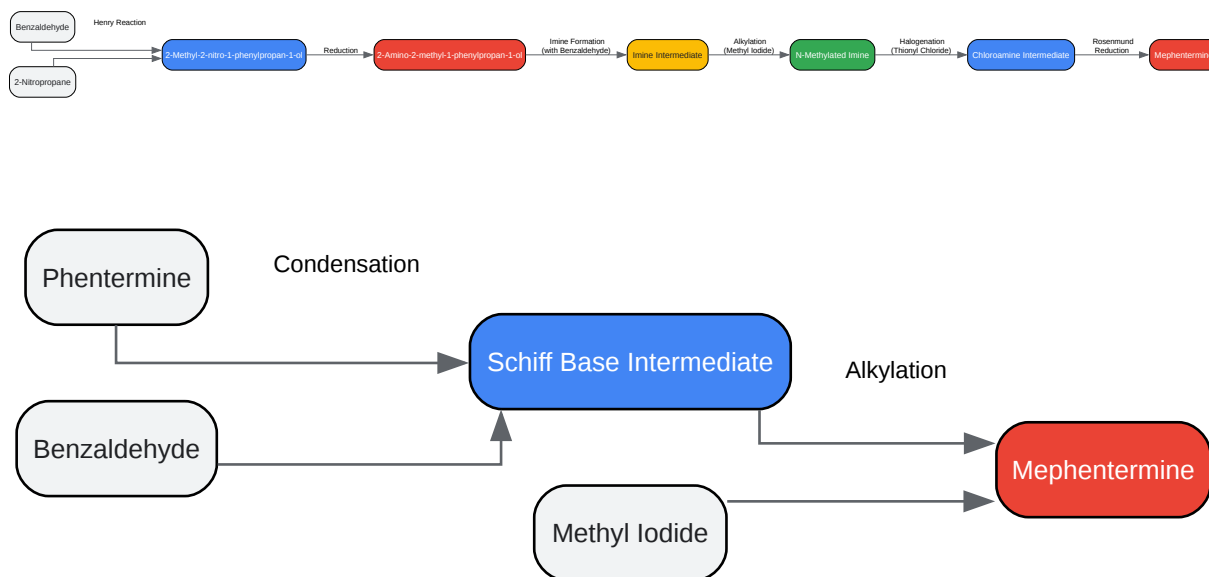 Benzaldehyde
Henry Reaction
2-Nitropropane
2-Methyl-2-nitro-1-phenylpropan-1-ol
Reduction
2-Amino-2-methyl-1-phenylpropan-1-ol
Imine Formation
(with Benzaldehyde)
Imine Intermediate
Alkylation
(Methyl Iodide)
N-Methylated Imine
Halogenation
(Thionyl Chloride)
Chloroamine Intermediate
Rosenmund
Reduction
Mephentermine
Phentermine
Condensation
Benzaldehyde
Schiff Base Intermediate
Alkylation
Methyl Iodide
Mephentermine